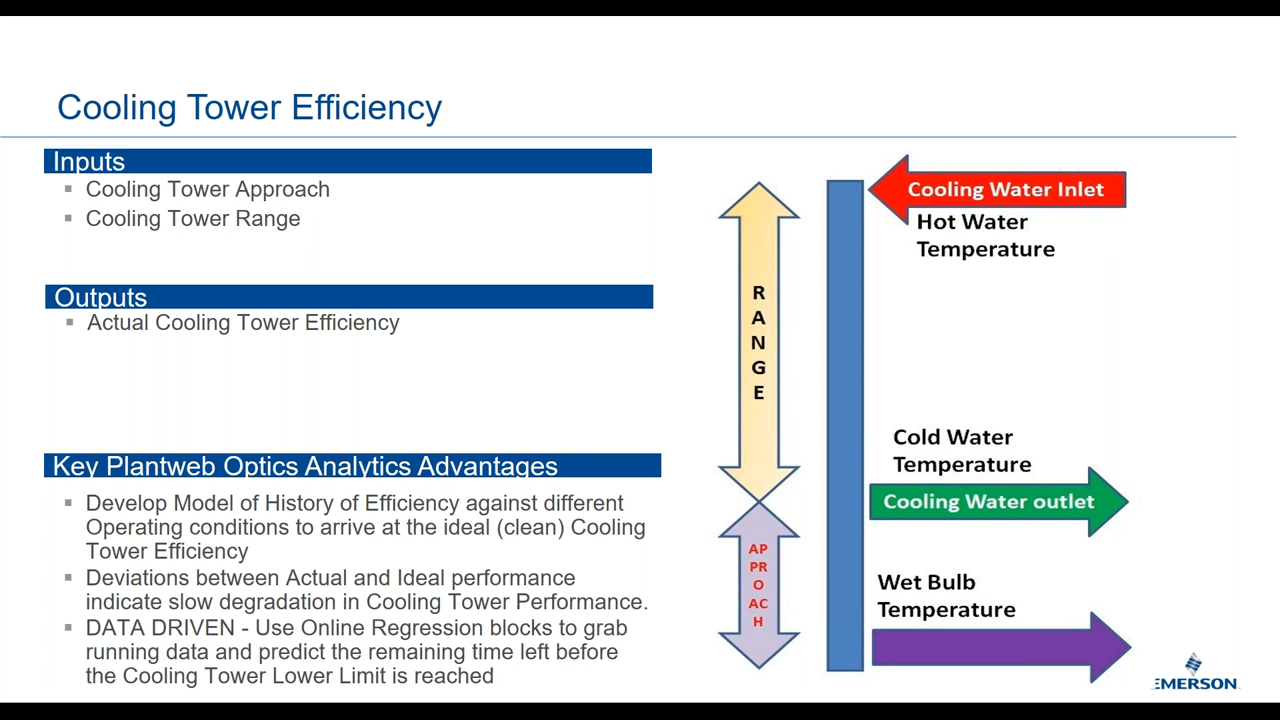 Cooling Tower Efficiency
Inputs
Cooling Tower Approach
Cooling Tower Range
Outputs
Actual Cooling Tower Efficiency
Key Plantweb Optics Analytics Advantages
Develop Model of History of Efficiency against different
Operating conditions to arrive at the ideal (clean) Cooling
Tower Efficiency
Deviations between Actual and Ideal performance
indicate slow degradation in Cooling Tower Performance.
DATA DRIVEN - Use Online Regression blocks to grab
running data and predict the remaining time left before
the Cooling Tower Lower Limit is reached
R
A
N
G
E
AP
PR
O
AC
H
Cooling Water Inlet
Hot Water
Temperature
Cold Water
Temperature
Cooling Water outlet
Wet Bulb
Temperature
EMERSON